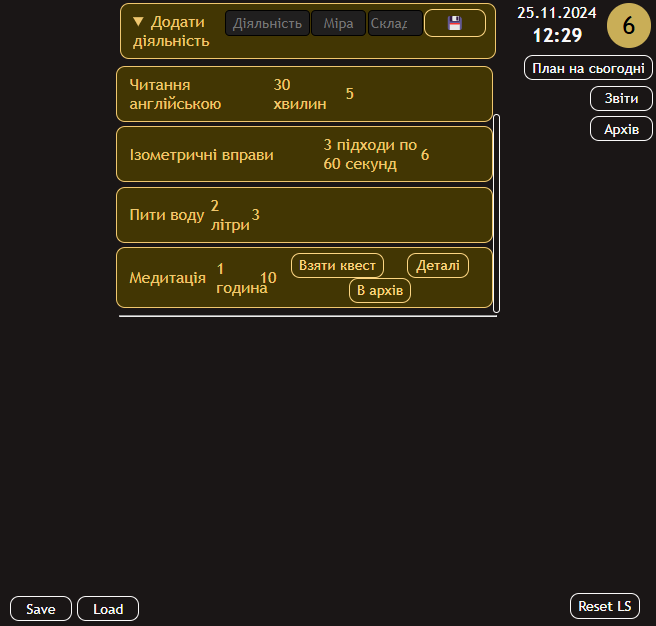 ▼ Додати діяльність
Діяльність
Міра
Склад
25.11.2024
12:29
6
План на сьогодні
Звіти
Архів
Читання англійською
30 хвилин
5
Ізометричні вправи
3 підходи по 60 секунд
6
Пити воду
2 літри
3
Медитація
1 година
10
Взяти квест
Деталі
В архів
Save
Load
Reset LS